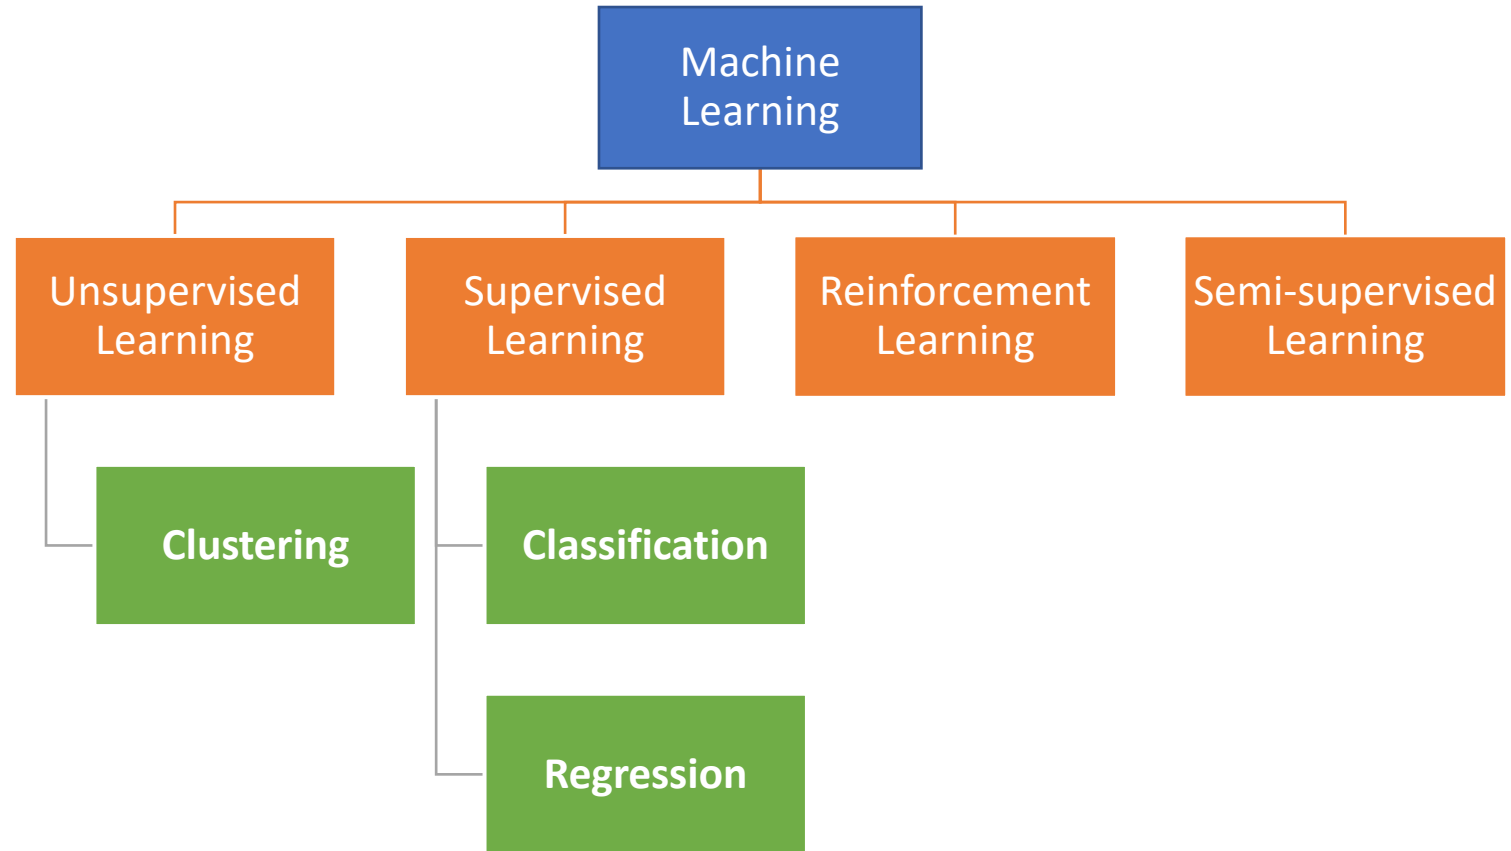 Machine
Learning
Unsupervised
Learning
Supervised
Learning
Reinforcement
Learning
Semi-supervised
Learning
Clustering
Classification
Regression